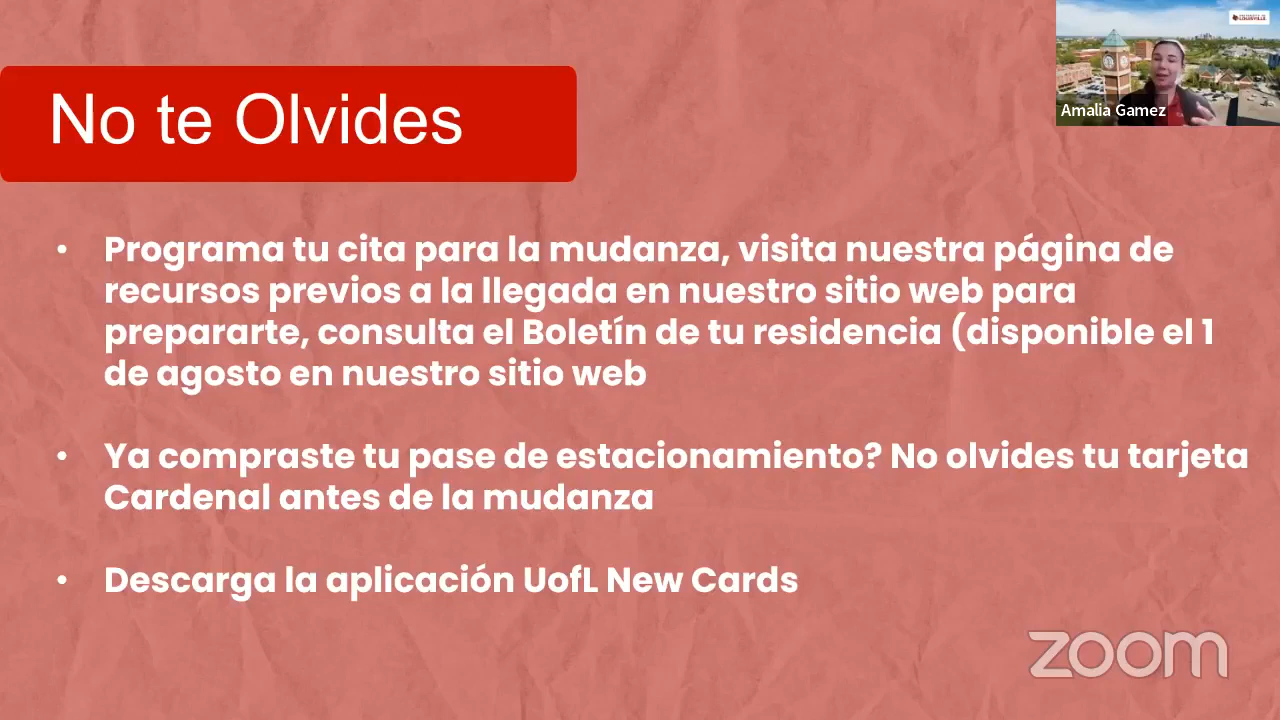 No te Olvides
Amalia Gamez
• Programa tu cita para la mudanza, visita nuestra página de
recursos previos a la llegada en nuestro sitio web para
prepararte, consulta el Boletín de tu residencia (disponible el 1
de agosto en nuestro sitio web
• Ya compraste tu pase de estacionamiento? No olvides tu tarjeta
Cardenal antes de la mudanza
• Descarga la aplicación UofL New Cards
zoom